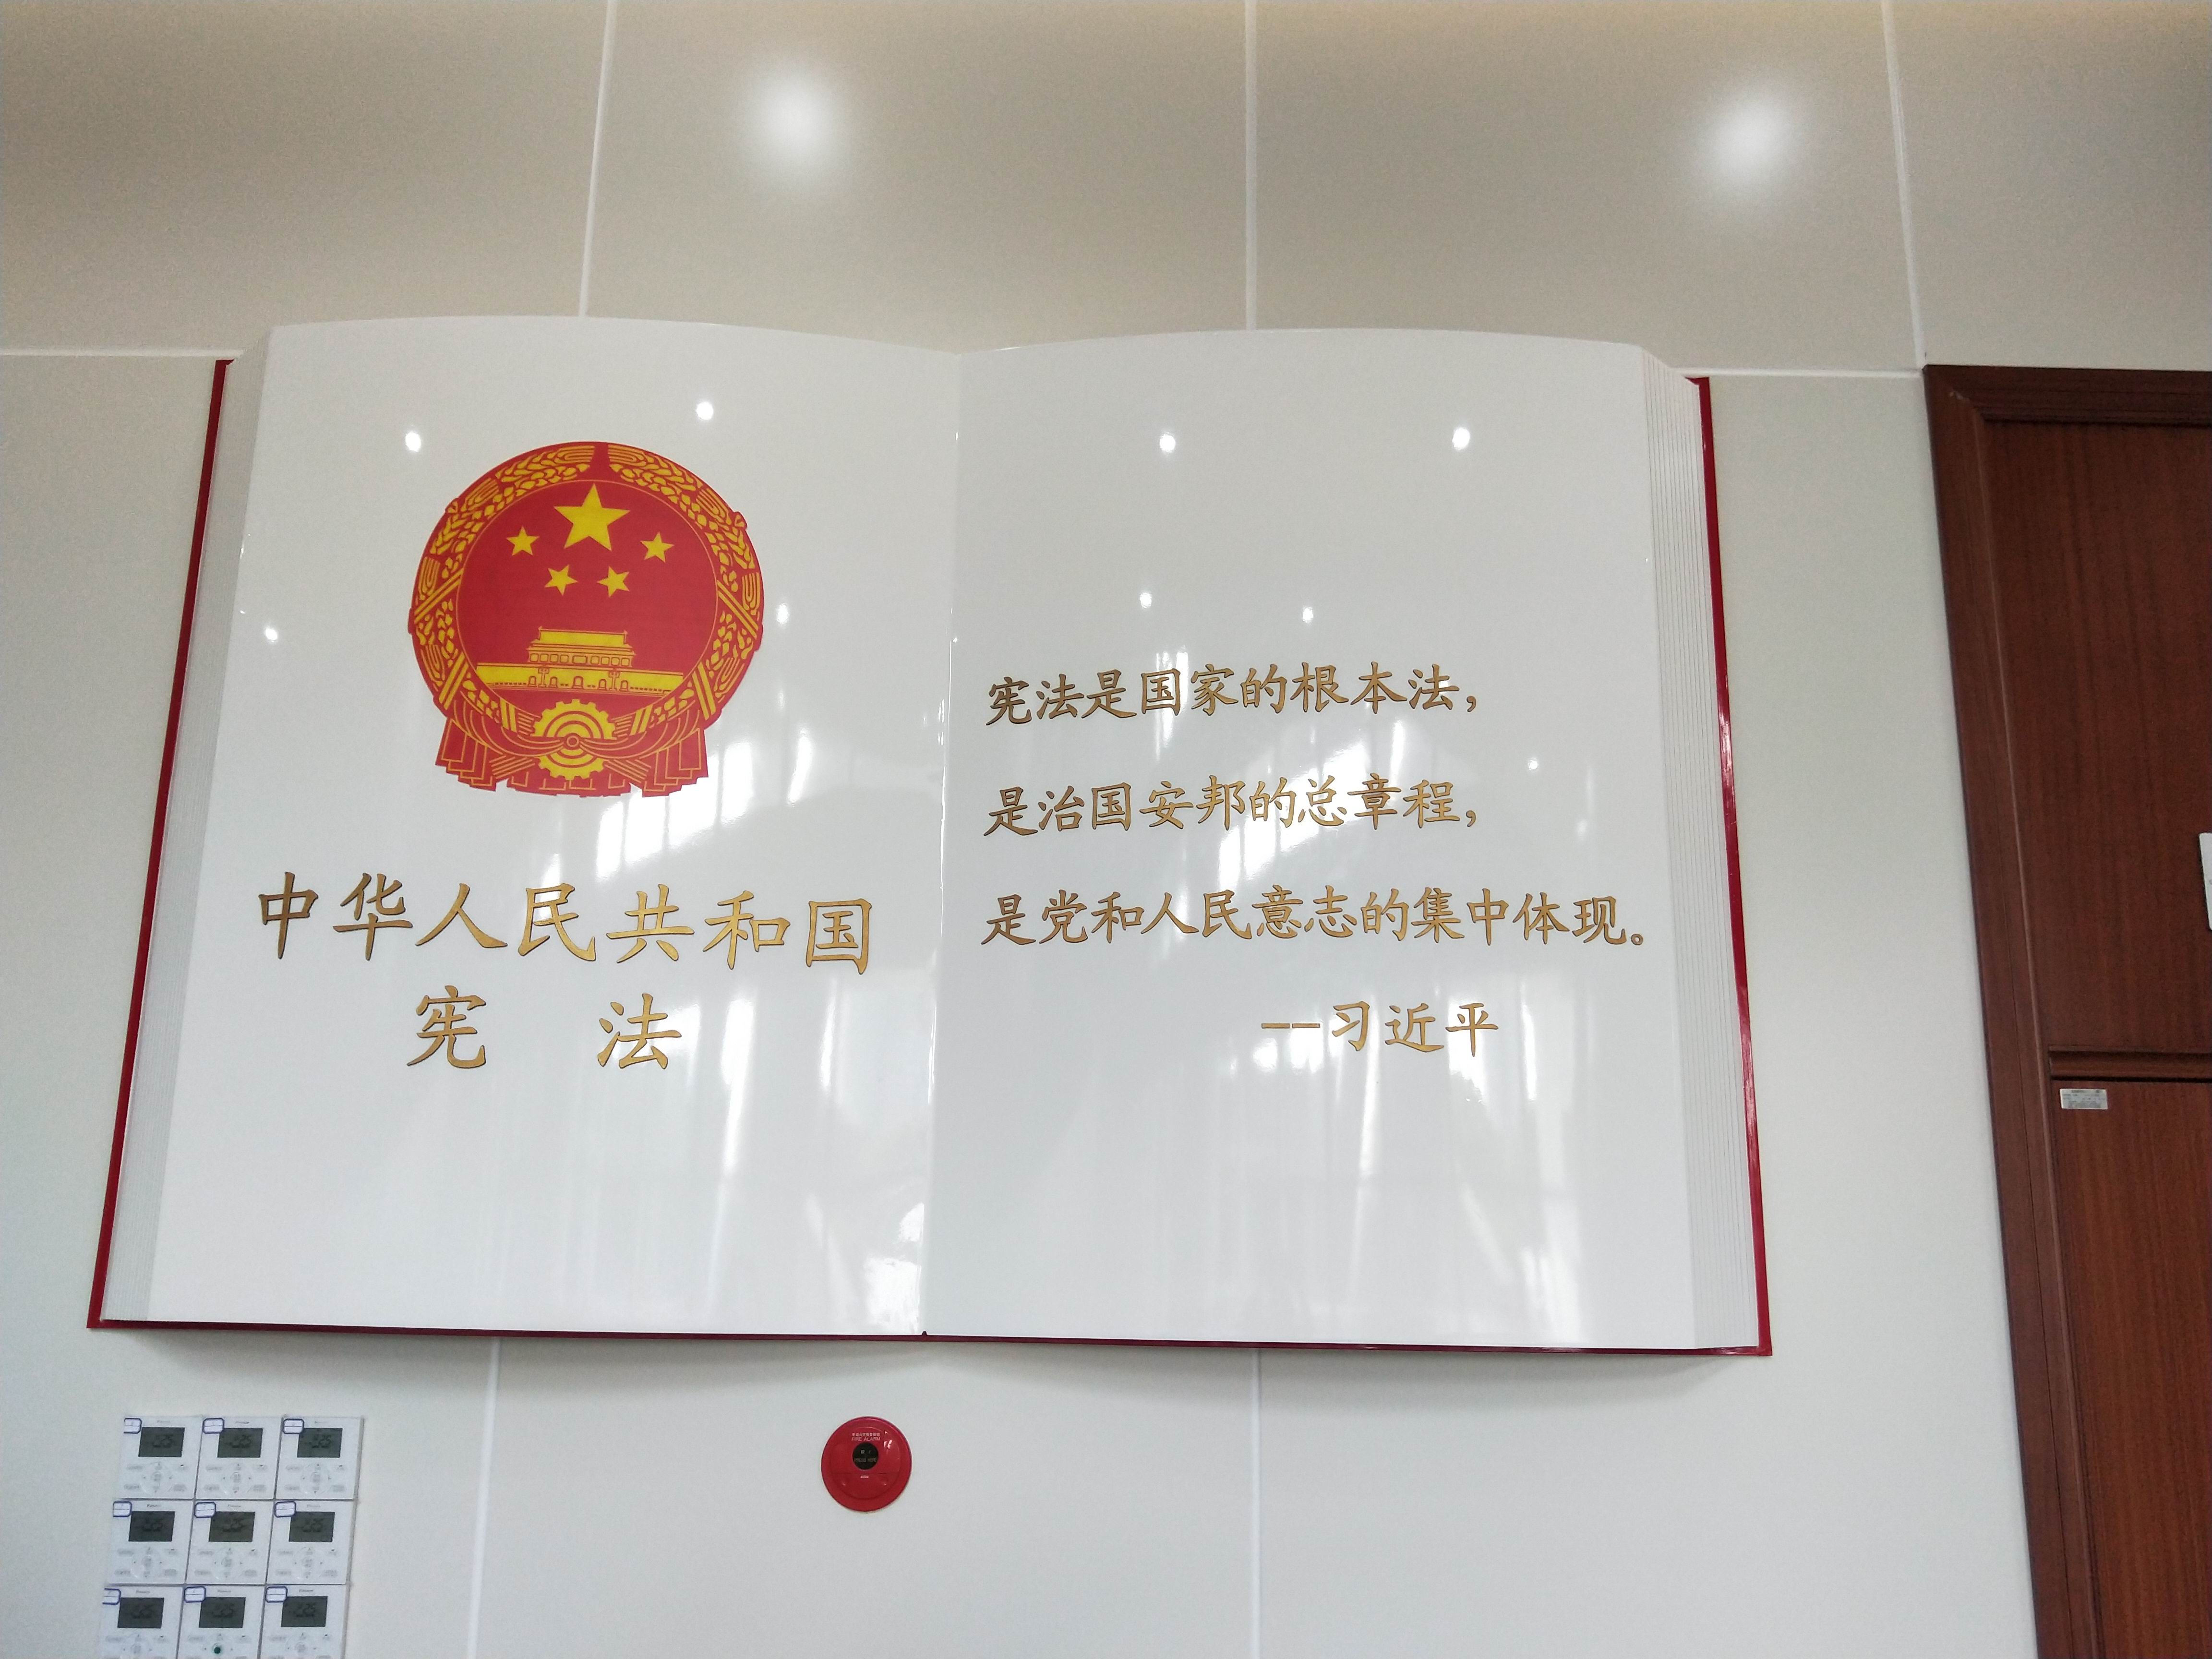 中华人民共和国
宪 法
宪法是国家的根本法，
是治国安邦的总章程，
是党和人民意志的集中体现。
--习近平
FIRE ALARM